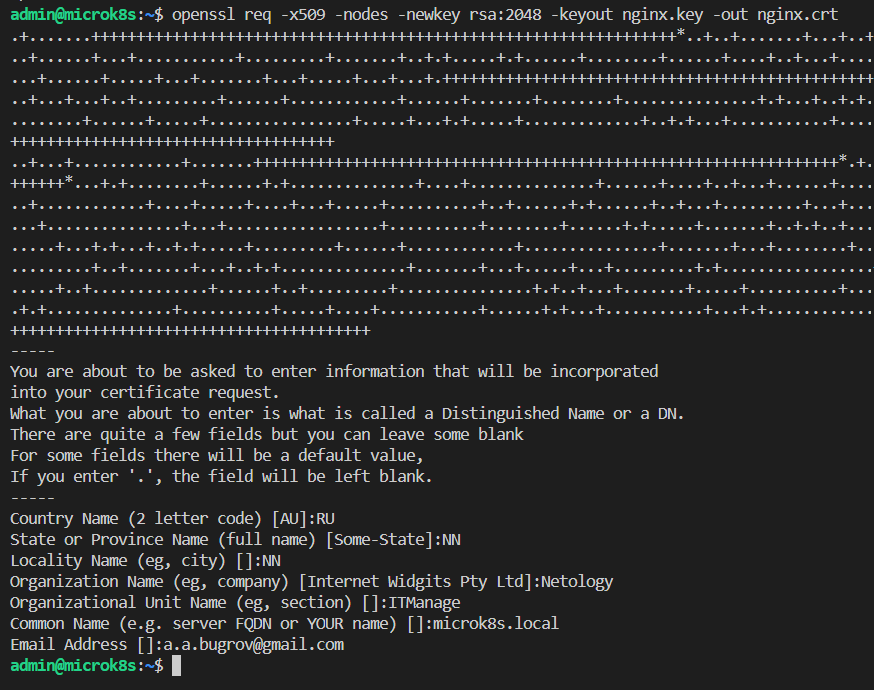 admin@microk8s:~$ openssl req -x509 -nodes -newkey rsa:2048 -keyout nginx.key -out nginx.crt
-----
You are about to be asked to enter information that will be incorporated
into your certificate request.
What you are about to enter is what is called a Distinguished Name or a DN.
There are quite a few fields but you can leave some blank
For some fields there will be a default value,
If you enter '.', the field will be left blank.
-----
Country Name (2 letter code) [AU]:RU
State or Province Name (full name) [Some-State]:NN
Locality Name (eg, city) []:NN
Organization Name (eg, company) [Internet Widgits Pty Ltd]:Netology
Organizational Unit Name (eg, section) []:ITManage
Common Name (e.g. server FQDN or YOUR name) []:microk8s.local
Email Address []:a.a.bugrov@gmail.com
admin@microk8s:~$